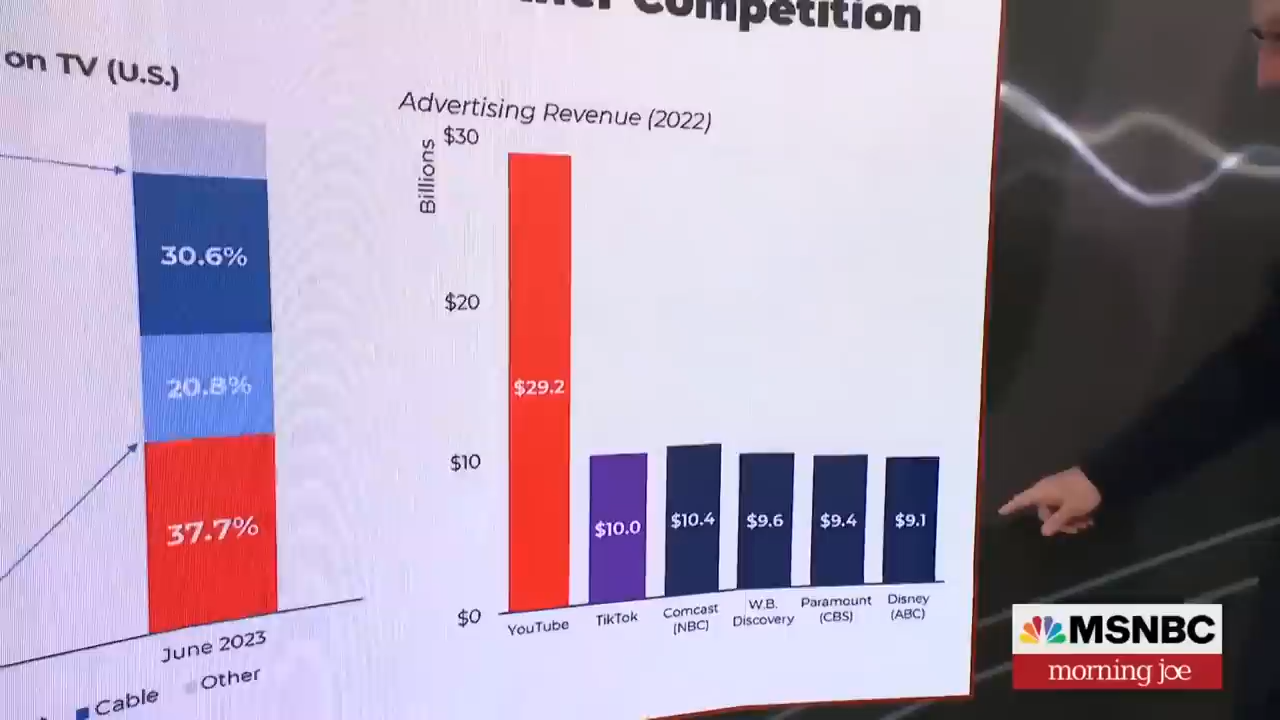 Competition
on TV (U.S.)
30.6%
20.8%
37.7%
June 2023
Cable
Other
Advertising Revenue (2022)
Billions
$30
$20
$10
$0
$29.2
$10.0
$10.4
$9.6
$9.4
$9.1
YouTube
TikTok
Comcast
(NBC)
W.B.
Discovery
Paramount
(CBS)
Disney
(ABC)
MSNBC
morning joe